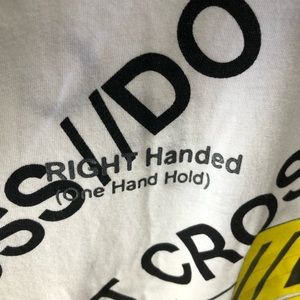 SS I/DO
RIGHT Handed
(One Hand Hold)
T CROS